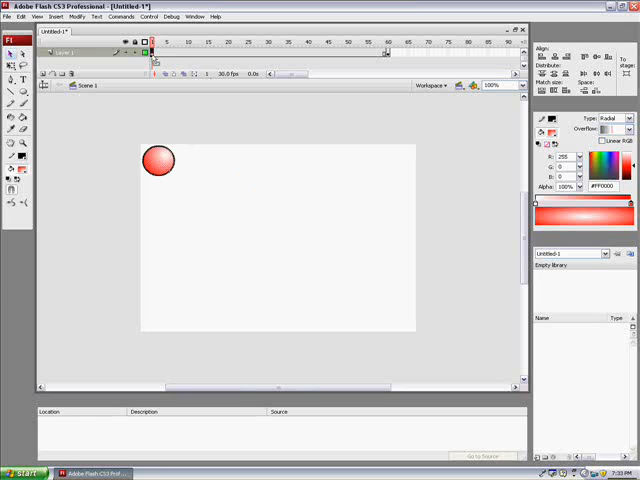 Adobe Flash CS3 Professional - [Untitled-1*]
File Edit View Insert Modify Text Commands Control Debug Window Help
Untitled-1*
5 10 15 20 25 30 35 40 45 50 55 60 65 70 75 80 85 90
Layer 1
1 30.0 fps 0.0s
Scene 1
Workspace
100%
Align:
Distribute:
Match size:
Space:
To stage:
Type: Radial
Overflow:
Linear RGB
R: 255
G: 0
B: 0
Alpha: 100%
#FF0000
Untitled-1
Empty library
Name Type
Location Description Source
Go to Source
start
Adobe Flash CS3 Prof...
7:33 PM
Fl